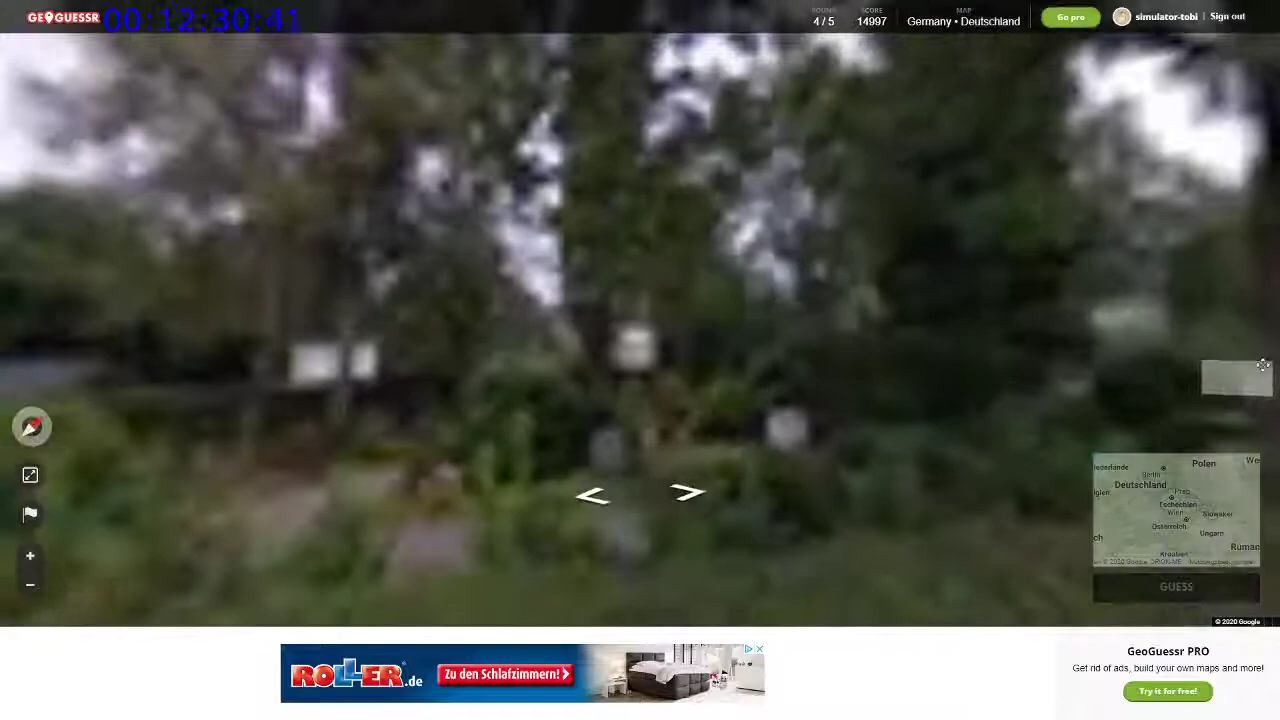 GEOGUESSR
00:12:30:41
ROUND
4 / 5
SCORE
14997
MAP
Germany • Deutschland
Go pro
simulator-tobi
Sign out
Polen
Berlin
Deutschland
Prag
Tschechien
Wien
Slowakei
Österreich
Ungarn
Kroatien
GUESS
© 2020 Google
ROLLER.de
Zu den Schlafzimmern!
GeoGuessr PRO
Get rid of ads, build your own maps and more!
Try it for free!